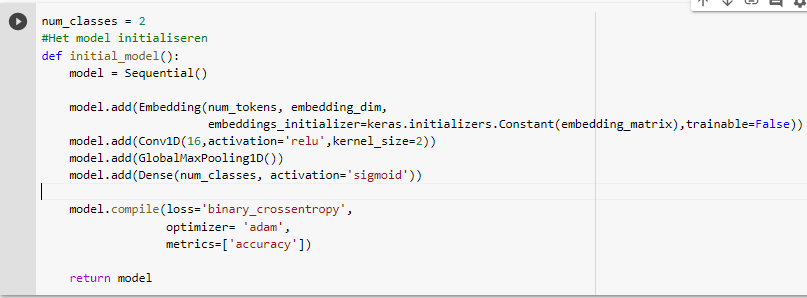 num_classes = 2
#Het model initialiseren
def initial_model():
    model = Sequential()
    model.add(Embedding(num_tokens, embedding_dim,
                        embeddings_initializer=keras.initializers.Constant(embedding_matrix),trainable=False))
    model.add(Conv1D(16,activation='relu',kernel_size=2))
    model.add(GlobalMaxPooling1D())
    model.add(Dense(num_classes, activation='sigmoid'))
    model.compile(loss='binary_crossentropy',
                  optimizer= 'adam',
                  metrics=['accuracy'])
    return model